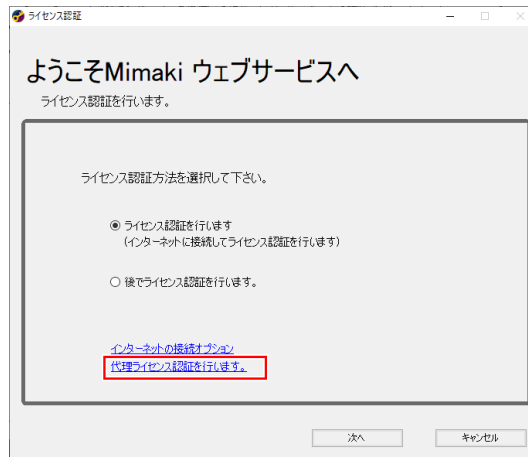 ライセンス認証
ようこそMimaki ウェブサービスへ
ライセンス認証を行います。
ライセンス認証方法を選択して下さい。
ライセンス認証を行います
(インターネットに接続してライセンス認証を行います)
後でライセンス認証を行います。
インターネットの接続オプション
代理ライセンス認証を行します。
次へ
キャンセル